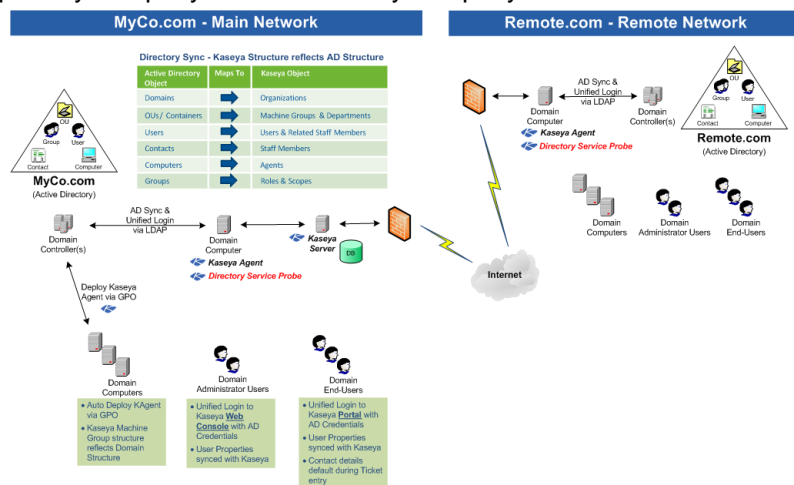 MyCo.com - Main Network
Remote.com - Remote Network
Directory Sync - Kaseya Structure reflects AD Structure
Active Directory Object
Maps To
Kaseya Object
Domains
Organizations
OUs/ Containers
Machine Groups & Departments
Users
Users & Related Staff Members
Contacts
Staff Members
Computers
Agents
Groups
Roles & Scopes
OU
Group
User
Contact
Computer
MyCo.com
(Active Directory)
AD Sync &
Unified Login
via LDAP
Domain
Controller(s)
Domain
Computer
Kaseya Agent
Directory Service Probe
Kaseya
Server
DB
Internet
Deploy Kaseya
Agent via GPO
Domain
Computers
• Auto Deploy KAgent
via GPO
• Kaseya Machine
Group structure
reflects Domain
Structure
Domain
Administrator Users
• Unified Login to
Kaseya Web
Console with AD
Credentials
• User Properties
synced with Kaseya
Domain
End-Users
• Unified Login to
Kaseya Portal with
AD Credentials
• User Properties
synced with Kaseya
• Contact details
default during Ticket
entry
AD Sync &
Unified Login
via LDAP
Domain
Computer
Kaseya Agent
Directory Service Probe
Domain
Controller(s)
OU
Group
User
Contact
Computer
Remote.com
(Active Directory)
Domain
Computers
Domain
Administrator Users
Domain
End-Users